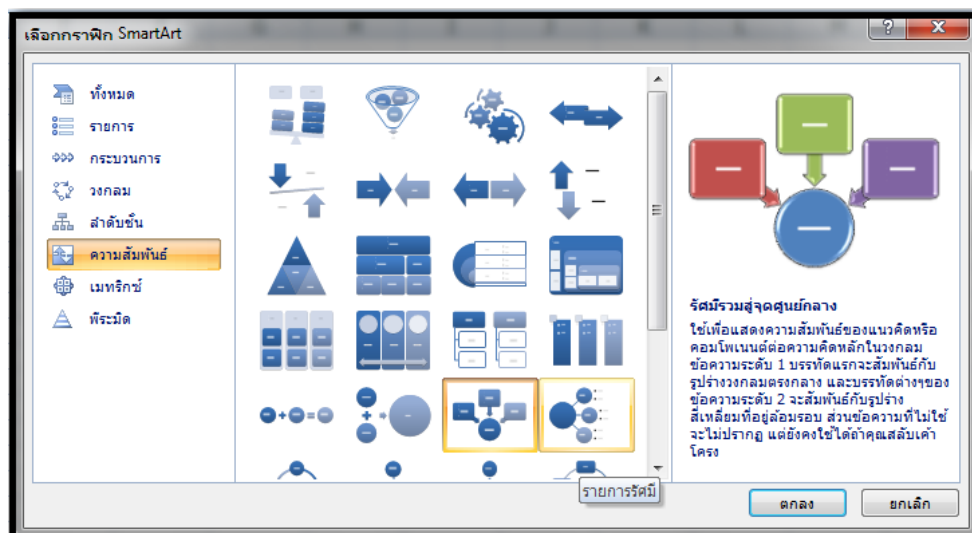 เลือกกราฟิก SmartArt
ทั้งหมด
รายการ
กระบวนการ
วงกลม
ลำดับชั้น
ความสัมพันธ์
เมทริกซ์
พีระมิด
รัศมีรวมสู่จุดศูนย์กลาง
ใช้เพื่อแสดงความสัมพันธ์ของแนวคิดหรือ
คอมโพเนนต์ต่อความคิดหลักในวงกลม
ข้อความระดับ 1 บรรทัดแรกจะสัมพันธ์กับ
รูปร่างวงกลมตรงกลาง และบรรทัดต่างๆของ
ข้อความระดับ 2 จะสัมพันธ์กับรูปร่าง
สี่เหลี่ยมที่อยู่ล้อมรอบ ส่วนข้อความที่ไม่ใช้
จะไม่ปรากฏ แต่ยังคงใช้ได้ถ้าคุณสลับเค้า
โครง
รายการรัศมี
ตกลง
ยกเลิก